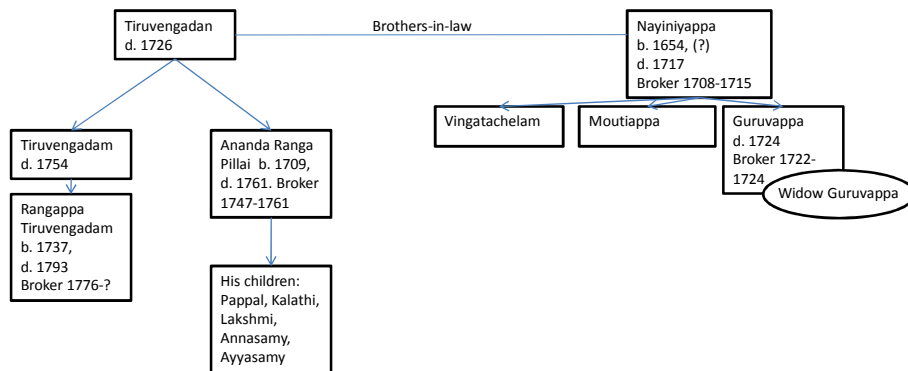 Tiruvengadan
d. 1726
Brothers-in-law
Nayiniyappa
b. 1654, (?)
d. 1717
Broker 1708-1715
Vingatachelam
Moutiappa
Guruvappa
d. 1724
Broker 1722-
1724
Widow Guruvappa
Tiruvengadam
d. 1754
Ananda Ranga
Pillai b. 1709,
d. 1761. Broker
1747-1761
Rangappa
Tiruvengadam
b. 1737,
d. 1793
Broker 1776-?
His children:
Pappal, Kalathi,
Lakshmi,
Annasamy,
Ayyasamy